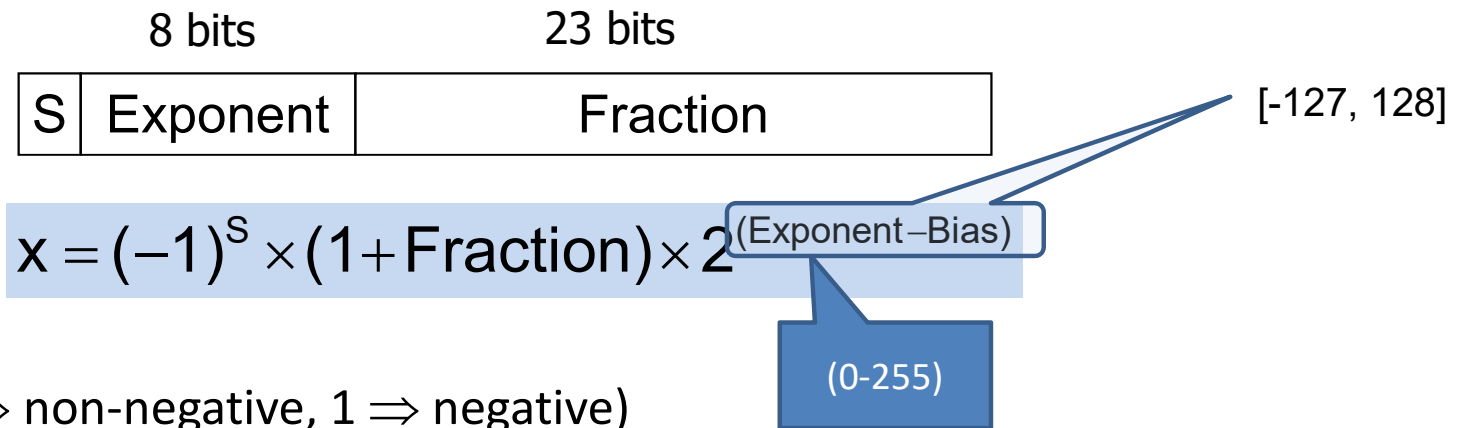 8 bits 23 bits
S Exponent Fraction
[-127, 128]
x = (−1)^S × (1+Fraction) × 2^(Exponent−Bias)
(0-255)
⇒ non-negative, 1 ⇒ negative)